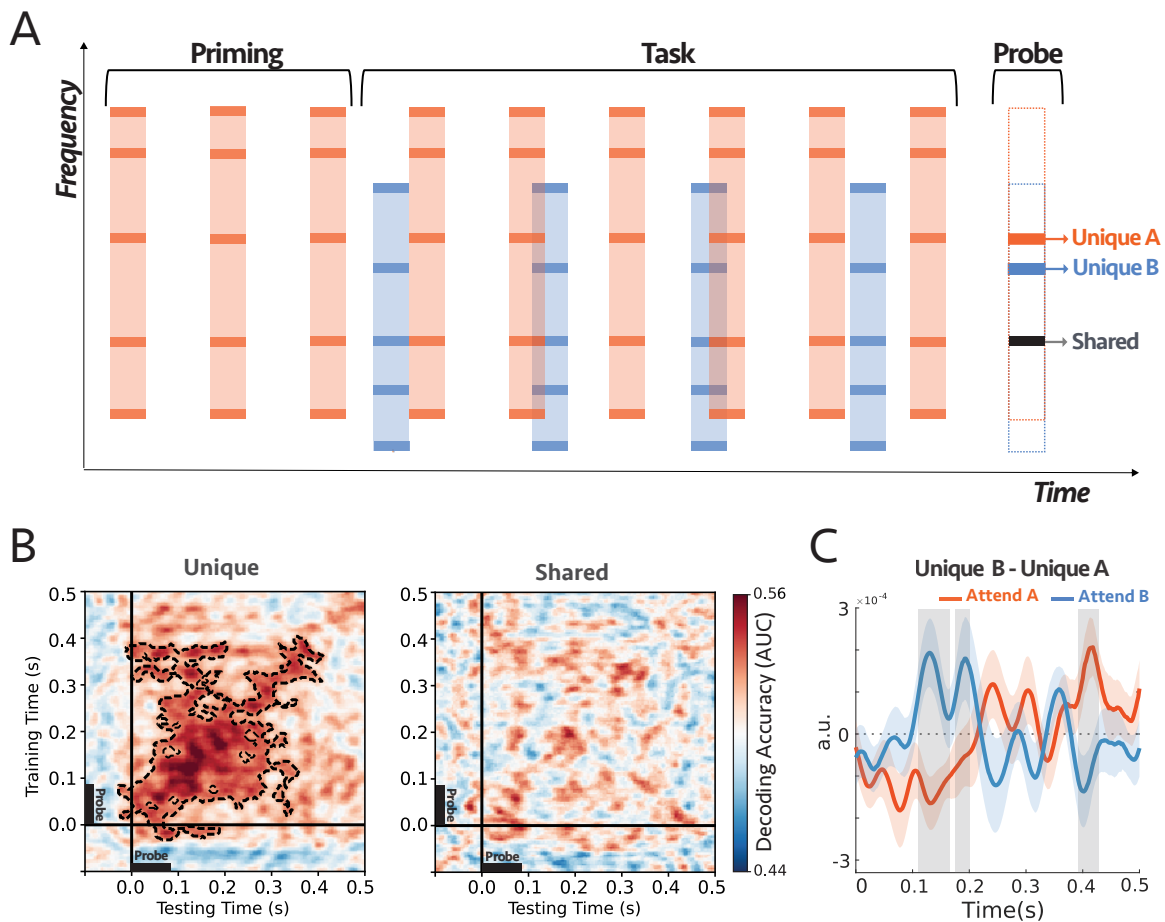 A
Priming
Task
Probe
Frequency
Unique A
Unique B
Shared
Time
B
Unique
Shared
Training Time (s)
0.5
0.4
0.3
0.2
0.1
0.0
Probe
Probe
0.0 0.1 0.2 0.3 0.4 0.5
Testing Time (s)
0.5
0.4
0.3
0.2
0.1
0.0
Probe
Probe
0.0 0.1 0.2 0.3 0.4 0.5
Testing Time (s)
0.56
Decoding Accuracy (AUC)
0.44
C
Unique B - Unique A
Attend A Attend B
×10⁻⁴
3
0
-3
a.u.
0 0.1 0.2 0.3 0.4 0.5
Time(s)